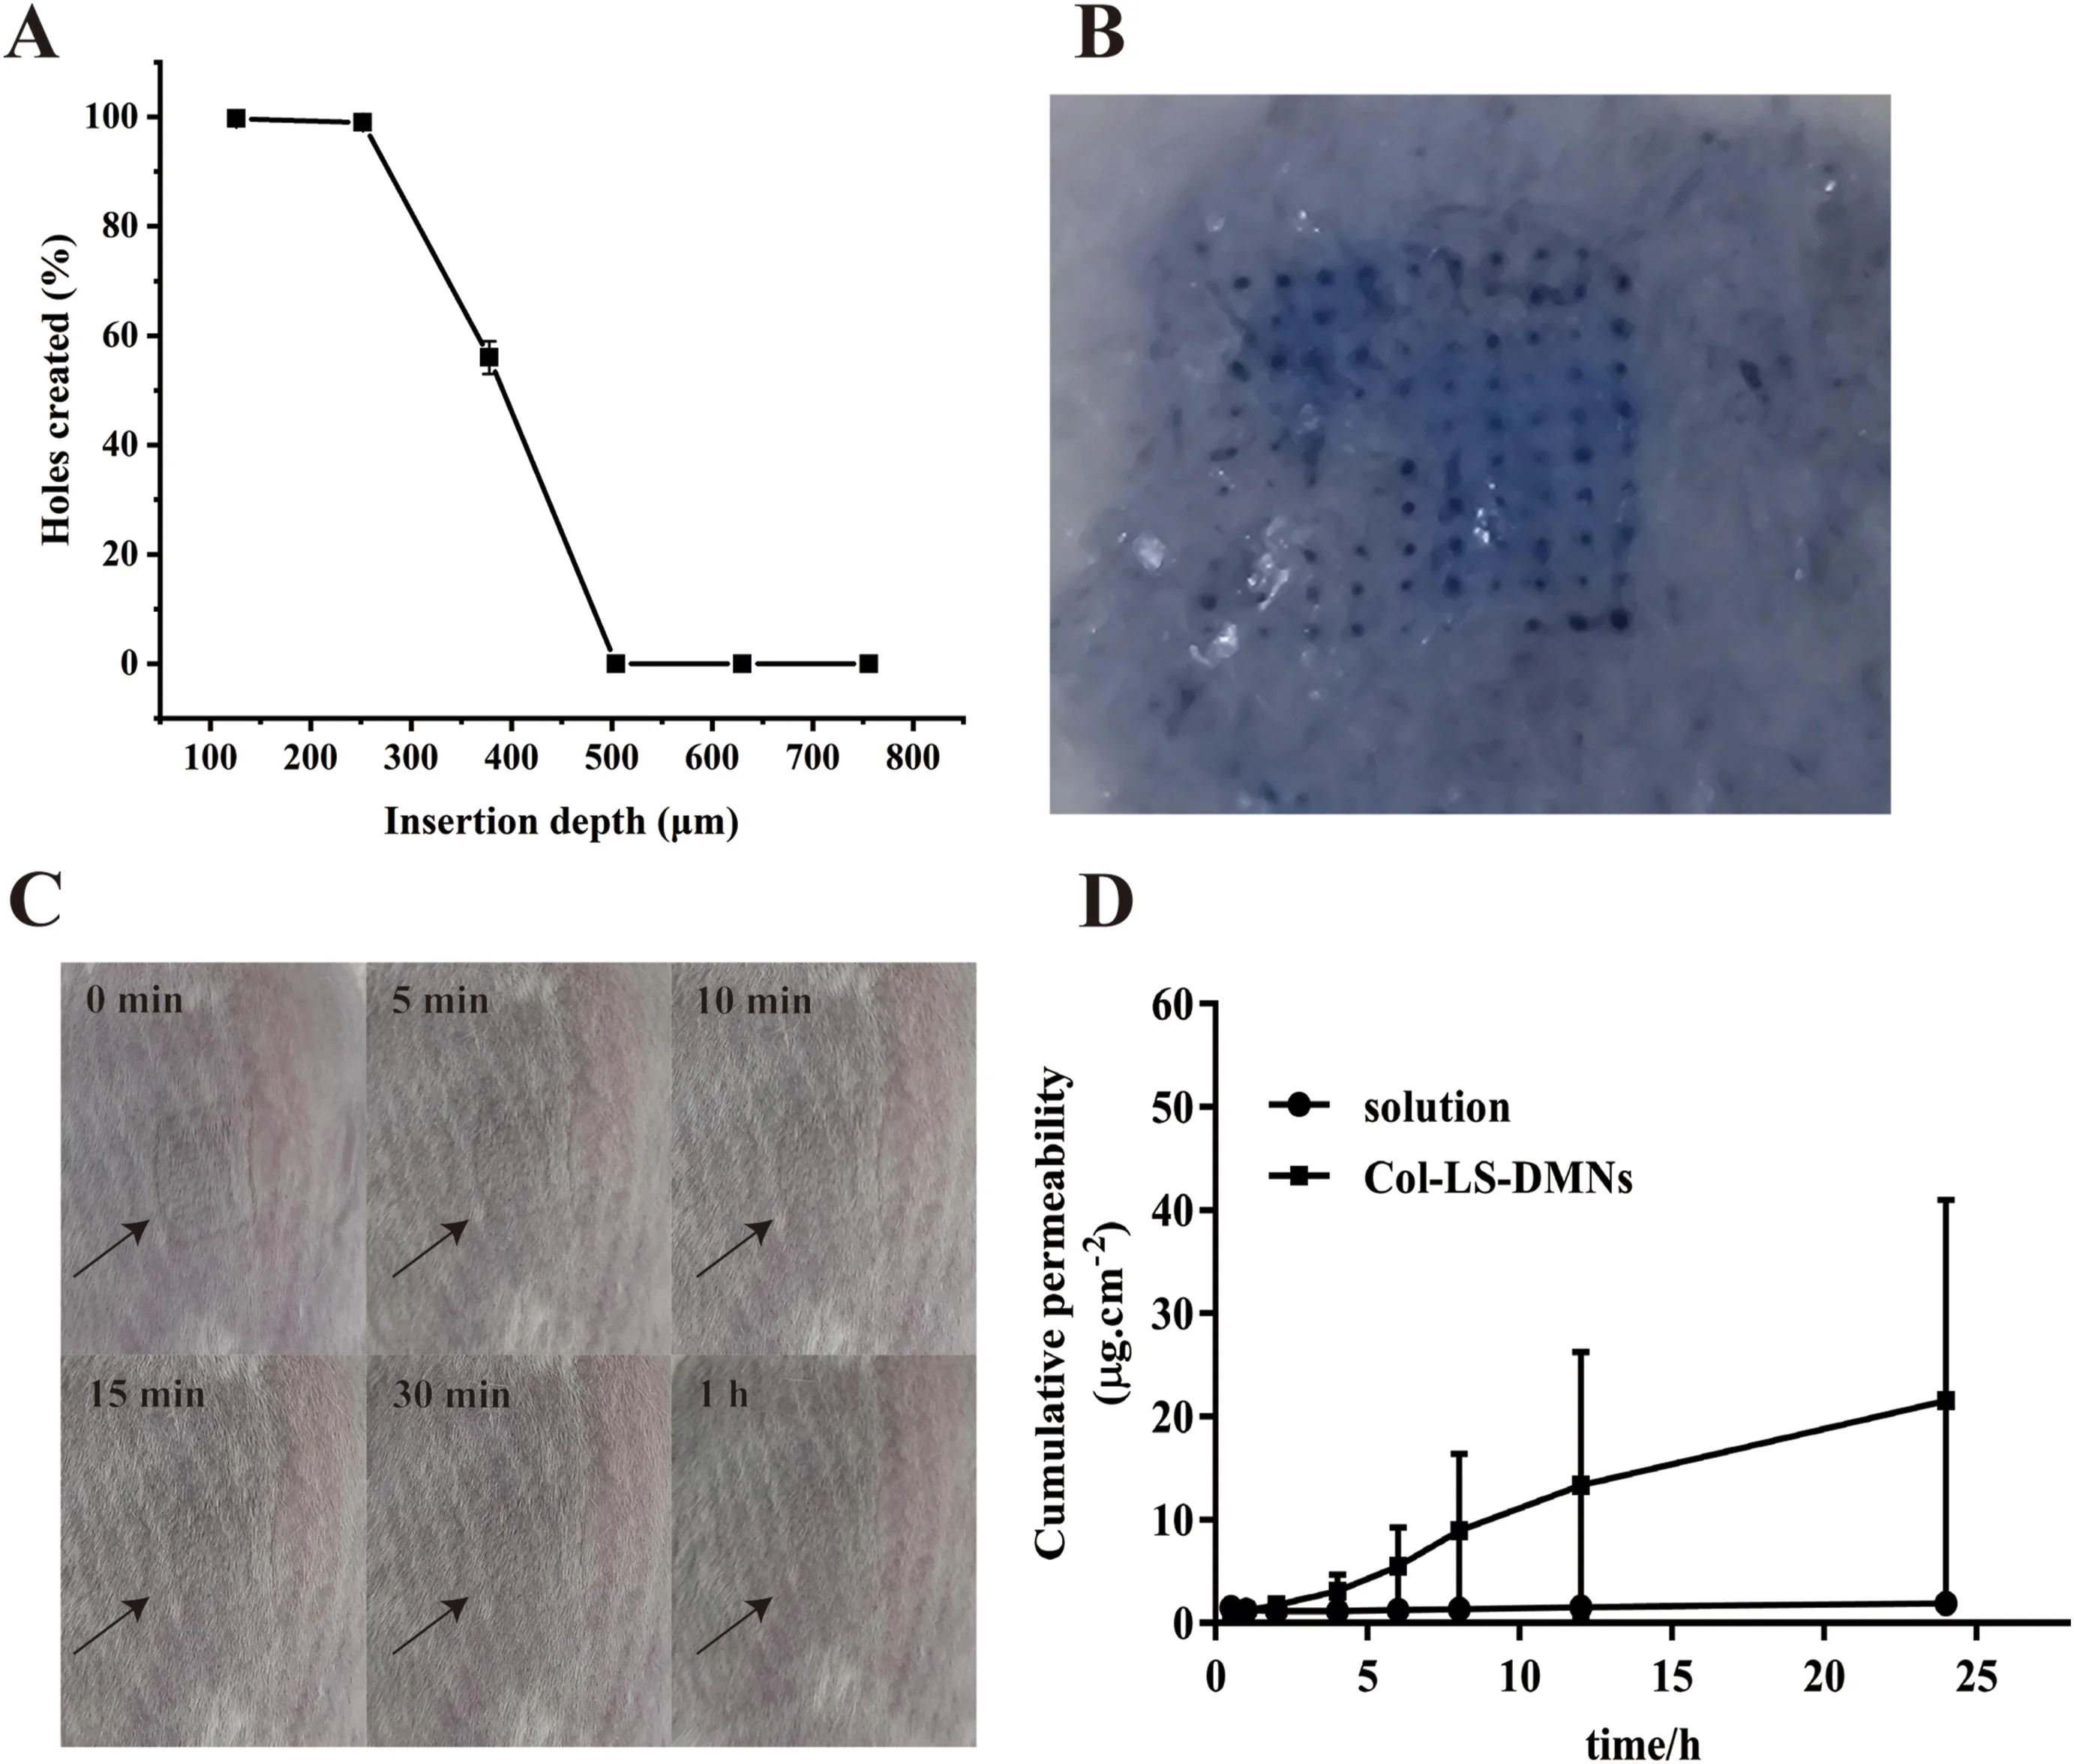 A
100
80
60
40
20
0
Holes created (%)
100 200 300 400 500 600 700 800
Insertion depth (μm)
B
C
0 min
5 min
10 min
15 min
30 min
1 h
D
60
50
40
30
20
10
0
Cumulative permeability
(μg.cm⁻²)
solution
Col-LS-DMNs
0 5 10 15 20 25
time/h